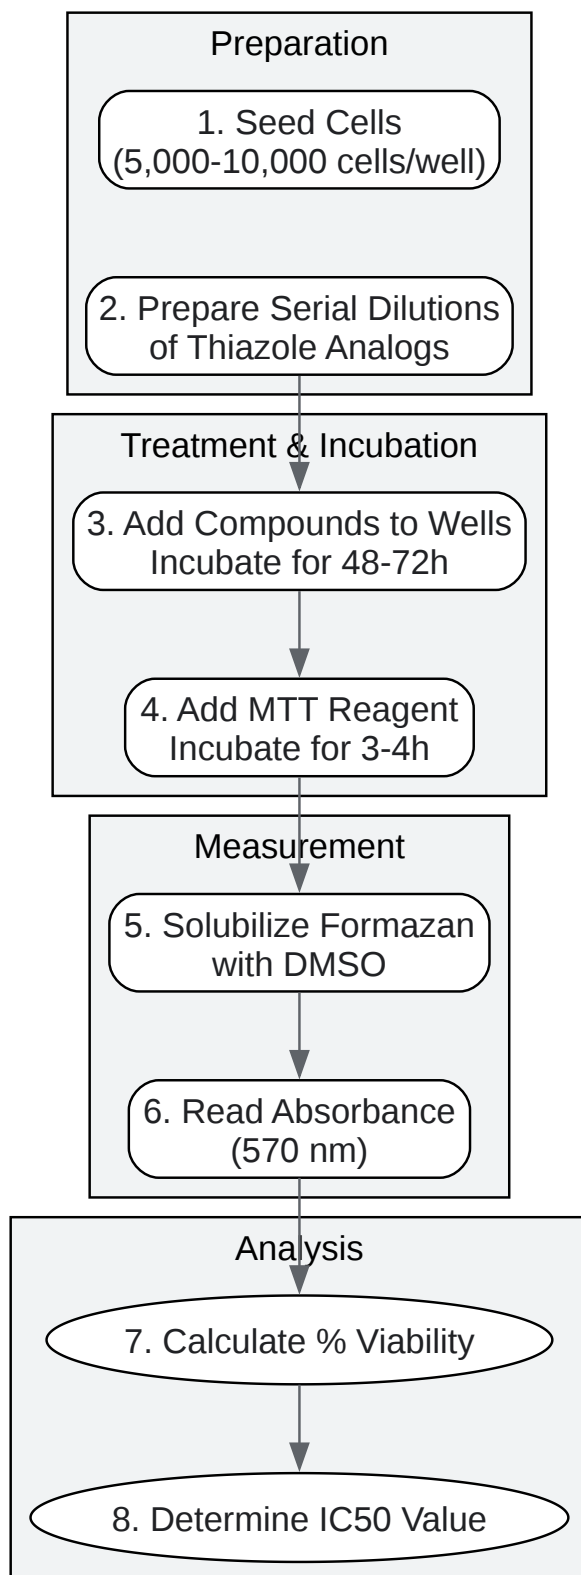 Preparation
1. Seed Cells
(5,000-10,000 cells/well)
2. Prepare Serial Dilutions
of Thiazole Analogs
Treatment & Incubation
3. Add Compounds to Wells
Incubate for 48-72h
4. Add MTT Reagent
Incubate for 3-4h
Measurement
5. Solubilize Formazan
with DMSO
6. Read Absorbance
(570 nm)
Analysis
7. Calculate % Viability
8. Determine IC50 Value